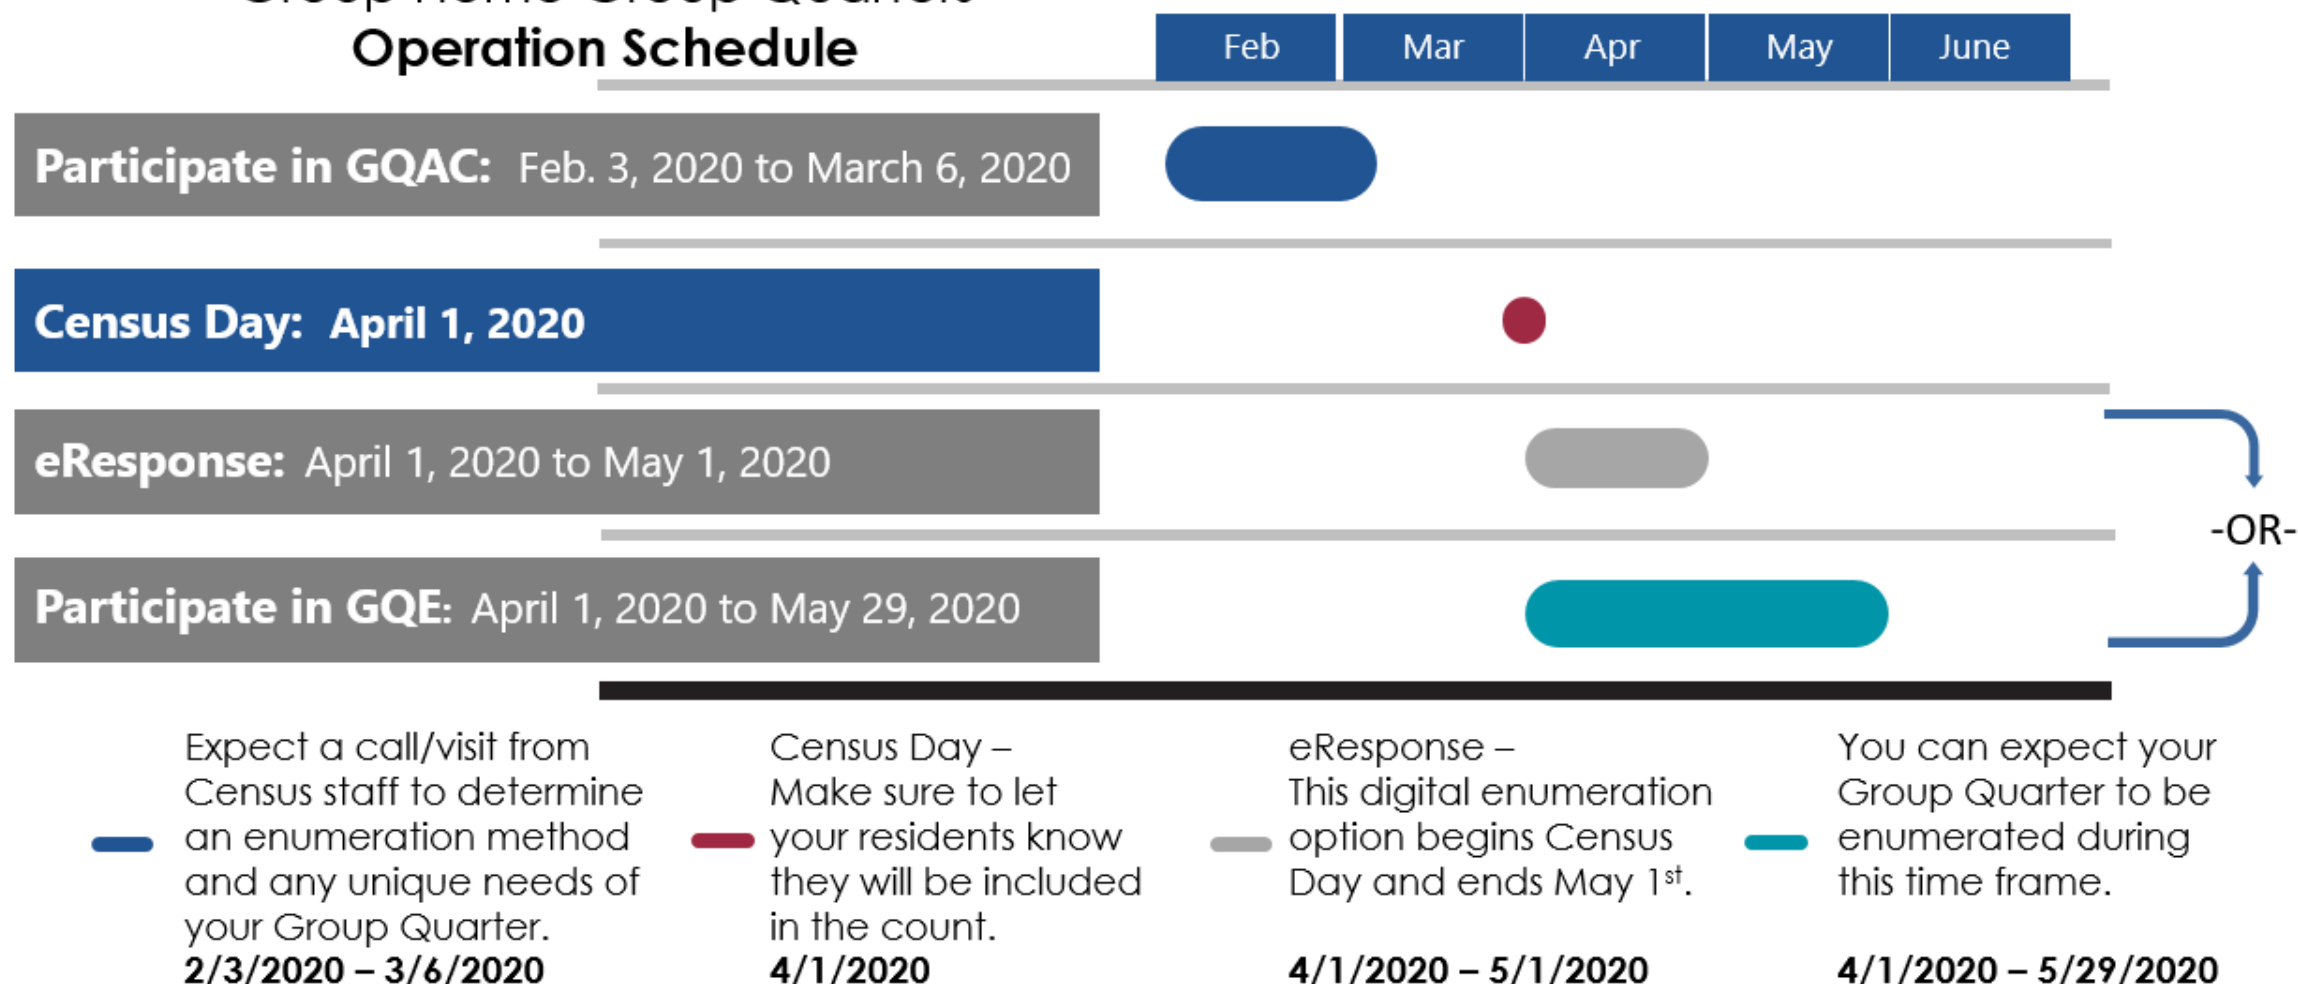 Group Home Group Quarters
Operation Schedule
Feb Mar Apr May June
Participate in GQAC: Feb. 3, 2020 to March 6, 2020
Census Day: April 1, 2020
eResponse: April 1, 2020 to May 1, 2020
-OR-
Participate in GQE: April 1, 2020 to May 29, 2020
Expect a call/visit from
Census staff to determine
an enumeration method
and any unique needs of
your Group Quarter.
2/3/2020 – 3/6/2020
Census Day –
Make sure to let
your residents know
they will be included
in the count.
4/1/2020
eResponse –
This digital enumeration
option begins Census
Day and ends May 1st.
4/1/2020 – 5/1/2020
You can expect your
Group Quarter to be
enumerated during
this time frame.
4/1/2020 – 5/29/2020